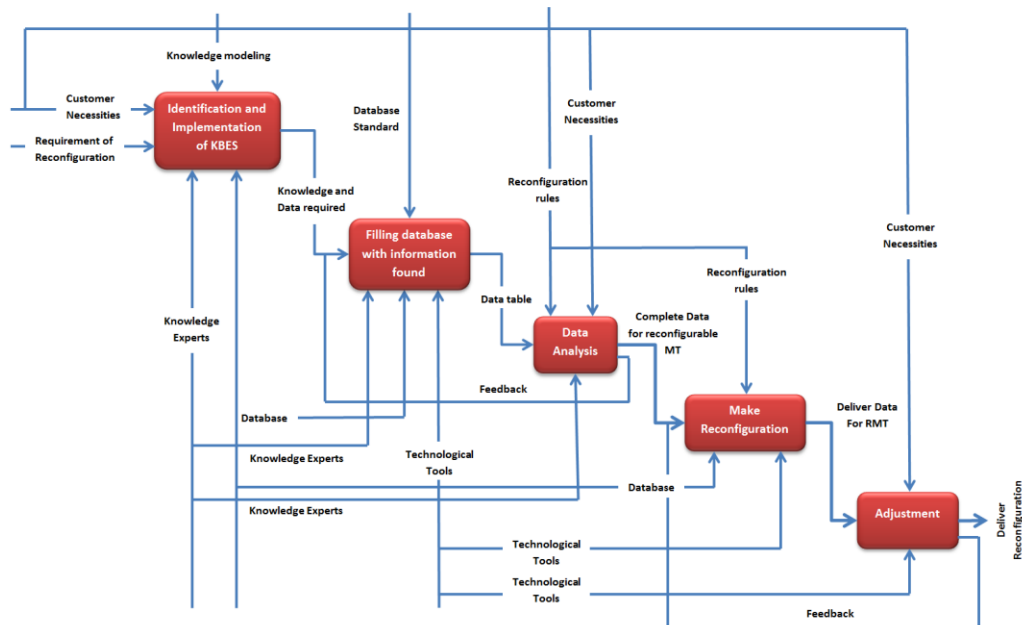 Knowledge modeling
Customer
Necessities
Identification and
Implementation
of KBES
Requirement of
Reconfiguration
Database
Standard
Customer
Necessities
Knowledge and
Data required
Reconfiguration
rules
Filling database
with information
found
Customer
Necessities
Reconfiguration
rules
Data table
Knowledge
Experts
Complete Data
for reconfigurable
MT
Data
Analysis
Feedback
Database
Make
Reconfiguration
Deliver Data
For RMT
Knowledge Experts
Technological
Tools
Database
Knowledge Experts
Adjustment
Deliver
Reconfiguration
Technological
Tools
Technological
Tools
Feedback